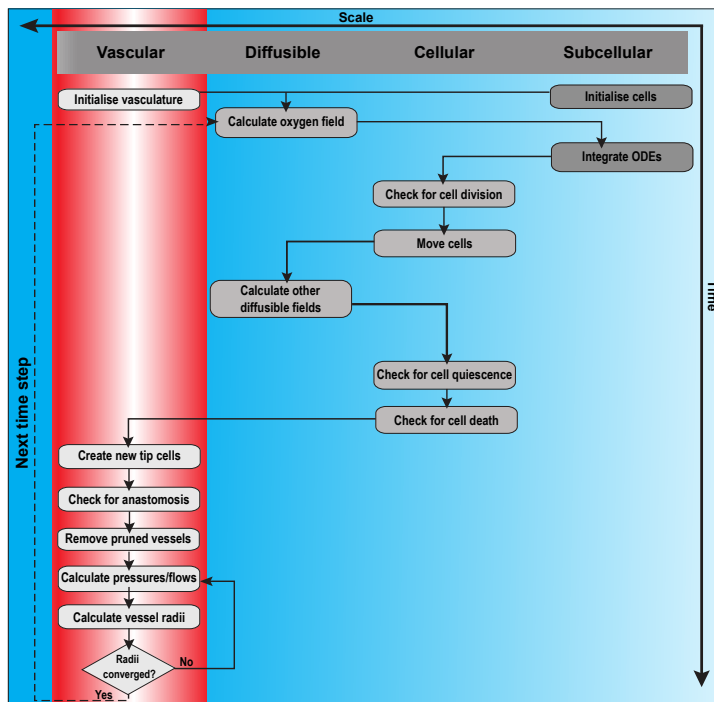 Scale
Vascular
Diffusible
Cellular
Subcellular
Initialise vasculature
Initialise cells
Calculate oxygen field
Integrate ODEs
Check for cell division
Move cells
Calculate other
diffusible fields
Time
Check for cell quiescence
Check for cell death
Next time step
Create new tip cells
Check for anastomosis
Remove pruned vessels
Calculate pressures/flows
Calculate vessel radii
Radii
converged?
No
Yes